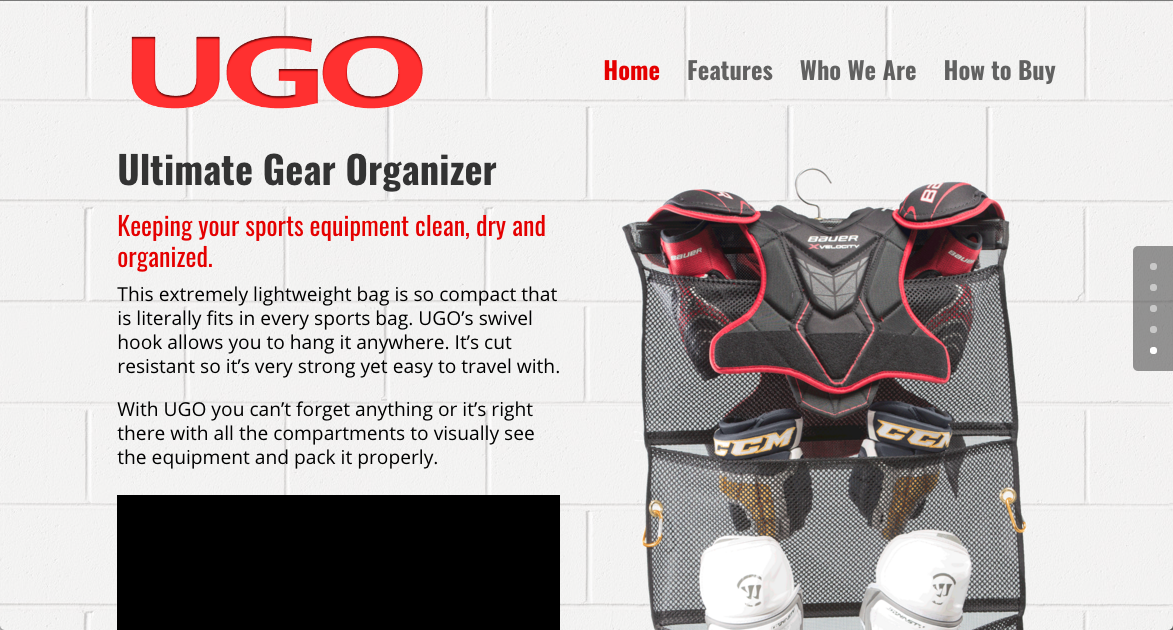 UGO
Home Features Who We Are How to Buy
Ultimate Gear Organizer
Keeping your sports equipment clean, dry and
organized.
This extremely lightweight bag is so compact that
is literally fits in every sports bag. UGO’s swivel
hook allows you to hang it anywhere. It’s cut
resistant so it’s very strong yet easy to travel with.
With UGO you can’t forget anything or it’s right
there with all the compartments to visually see
the equipment and pack it properly.
BAUER
XVELOCITY
BAUER
BAUER
CCM
CCM